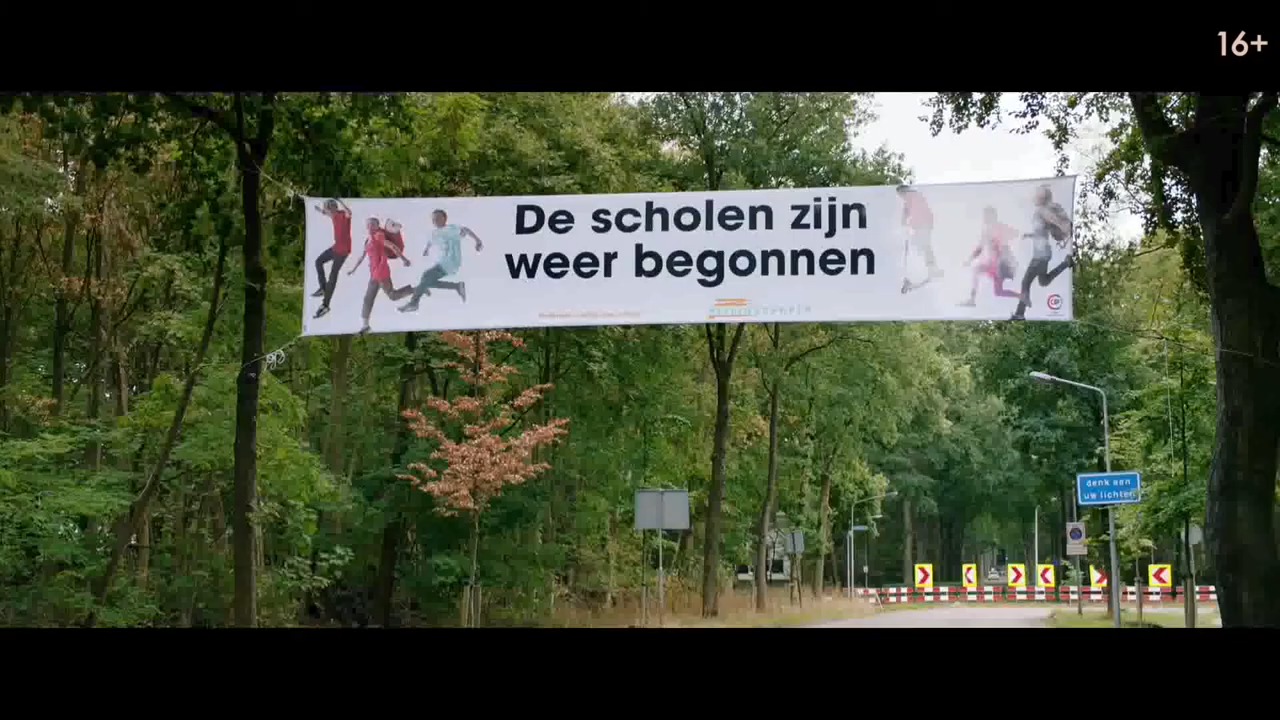 16+
De scholen zijn
weer begonnen
denk aan
uw lichten